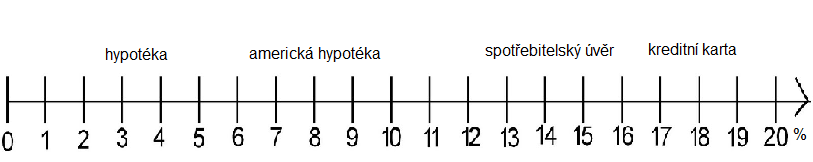 hypotéka americká hypotéka spotřebitelský úvěr kreditní karta
0 1 2 3 4 5 6 7 8 9 10 11 12 13 14 15 16 17 18 19 20 %